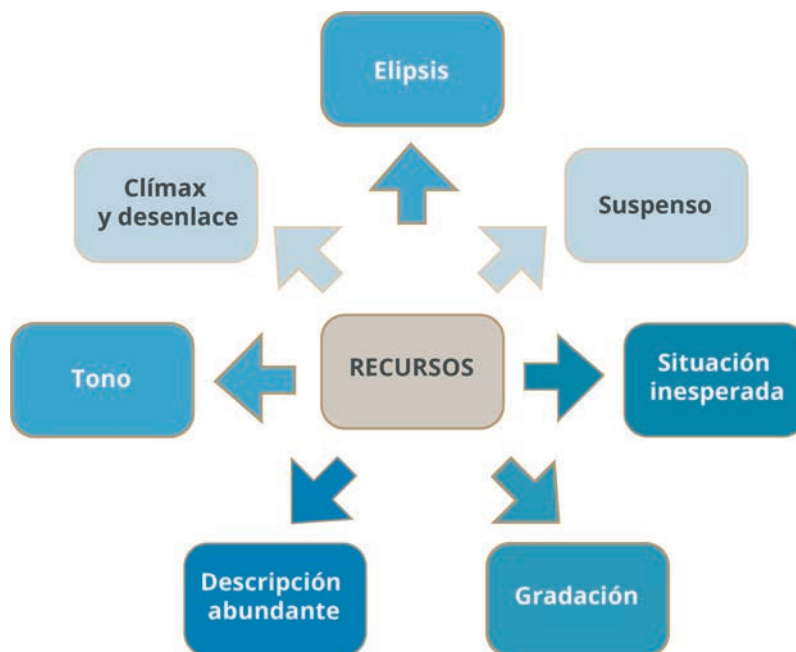 Elipsis
Clímax
y desenlace
Suspenso
Tono
RECURSOS
Situación
inesperada
Descripción
abundante
Gradación